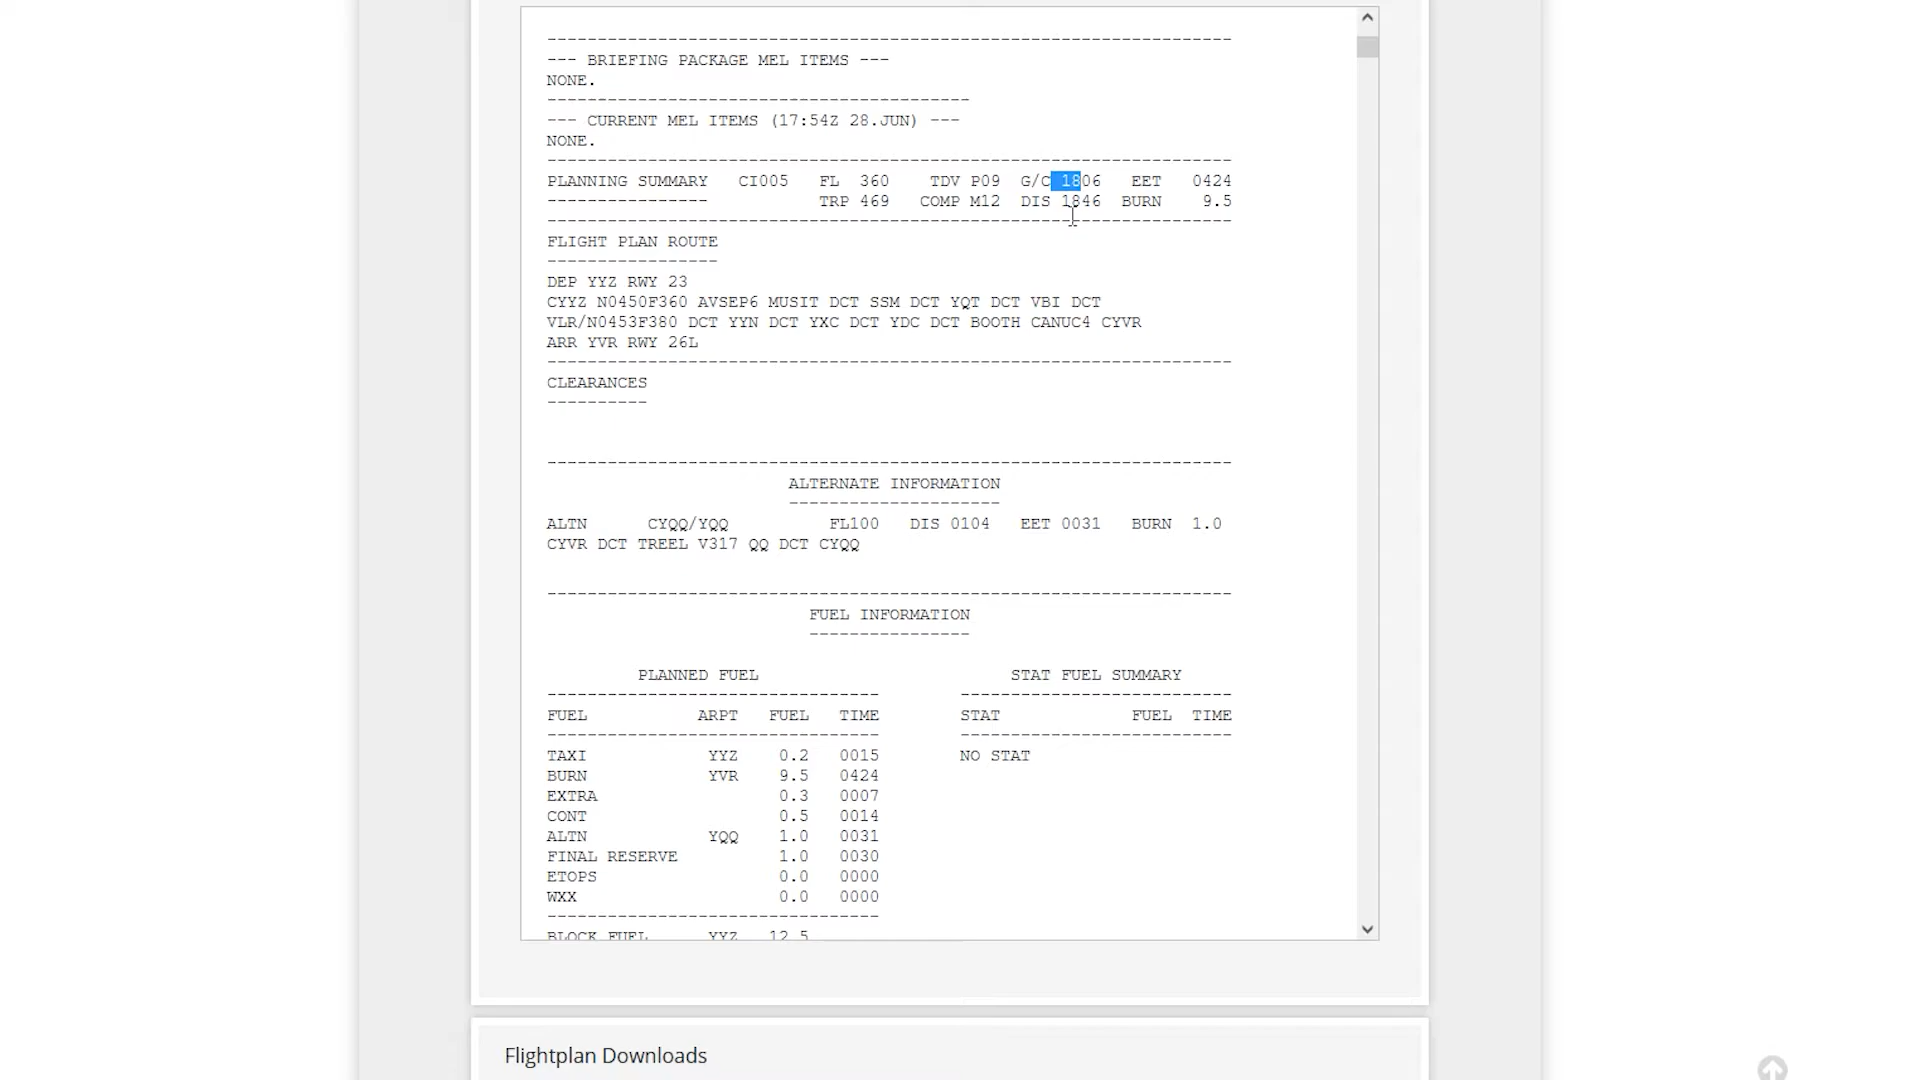 --------------------------------------------------------------------
--- BRIEFING PACKAGE MEL ITEMS ---
NONE.
------------------------------------------
--- CURRENT MEL ITEMS (17:54Z 28.JUN) ---
NONE.
--------------------------------------------------------------------
PLANNING SUMMARY   CI005   FL  360    TDV P09  G/C 1806   EET   0424
----------------           TRP 469   COMP M12  DIS 1846  BURN    9.5
--------------------------------------------------------------------
FLIGHT PLAN ROUTE
-----------------
DEP YYZ RWY 23
CYYZ N0450F360 AVSEP6 MUSIT DCT SSM DCT YQT DCT VBI DCT
VLR/N0453F380 DCT YYN DCT YXC DCT YDC DCT BOOTH CANUC4 CYVR
ARR YVR RWY 26L
--------------------------------------------------------------------
CLEARANCES
----------
--------------------------------------------------------------------
ALTERNATE INFORMATION
---------------------
ALTN      CYQQ/YQQ          FL100   DIS 0104   EET 0031   BURN  1.0
CYVR DCT TREEL V317 QQ DCT CYQQ
--------------------------------------------------------------------
FUEL INFORMATION
----------------
PLANNED FUEL                         STAT FUEL SUMMARY
---------------------------------        ---------------------------
FUEL           ARPT   FUEL   TIME        STAT             FUEL  TIME
---------------------------------        ---------------------------
TAXI            YYZ    0.2   0015        NO STAT
BURN            YVR    9.5   0424
EXTRA                  0.3   0007
CONT                   0.5   0014
ALTN            YQQ    1.0   0031
FINAL RESERVE          1.0   0030
ETOPS                  0.0   0000
WXX                    0.0   0000
---------------------------------
BLOCK FUEL      YYZ   12.5
Flightplan Downloads